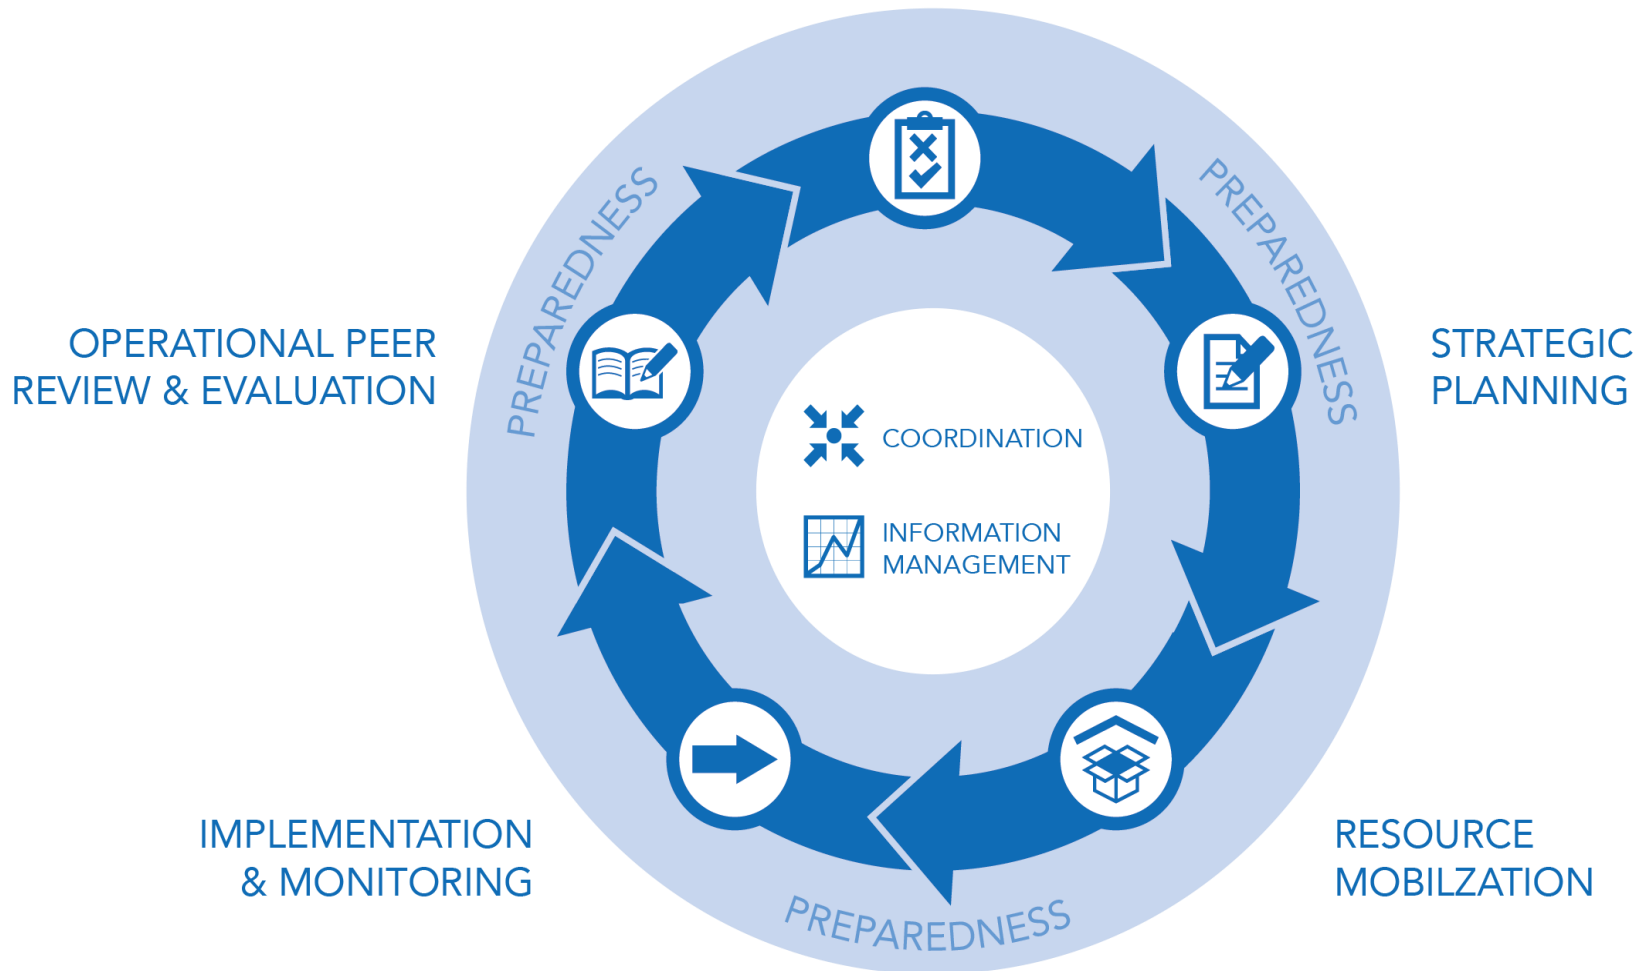 PREPAREDNESS
PREPAREDNESS
OPERATIONAL PEER
REVIEW & EVALUATION
STRATEGIC
PLANNING
COORDINATION
INFORMATION
MANAGEMENT
IMPLEMENTATION
& MONITORING
RESOURCE
MOBILZATION
PREPAREDNESS